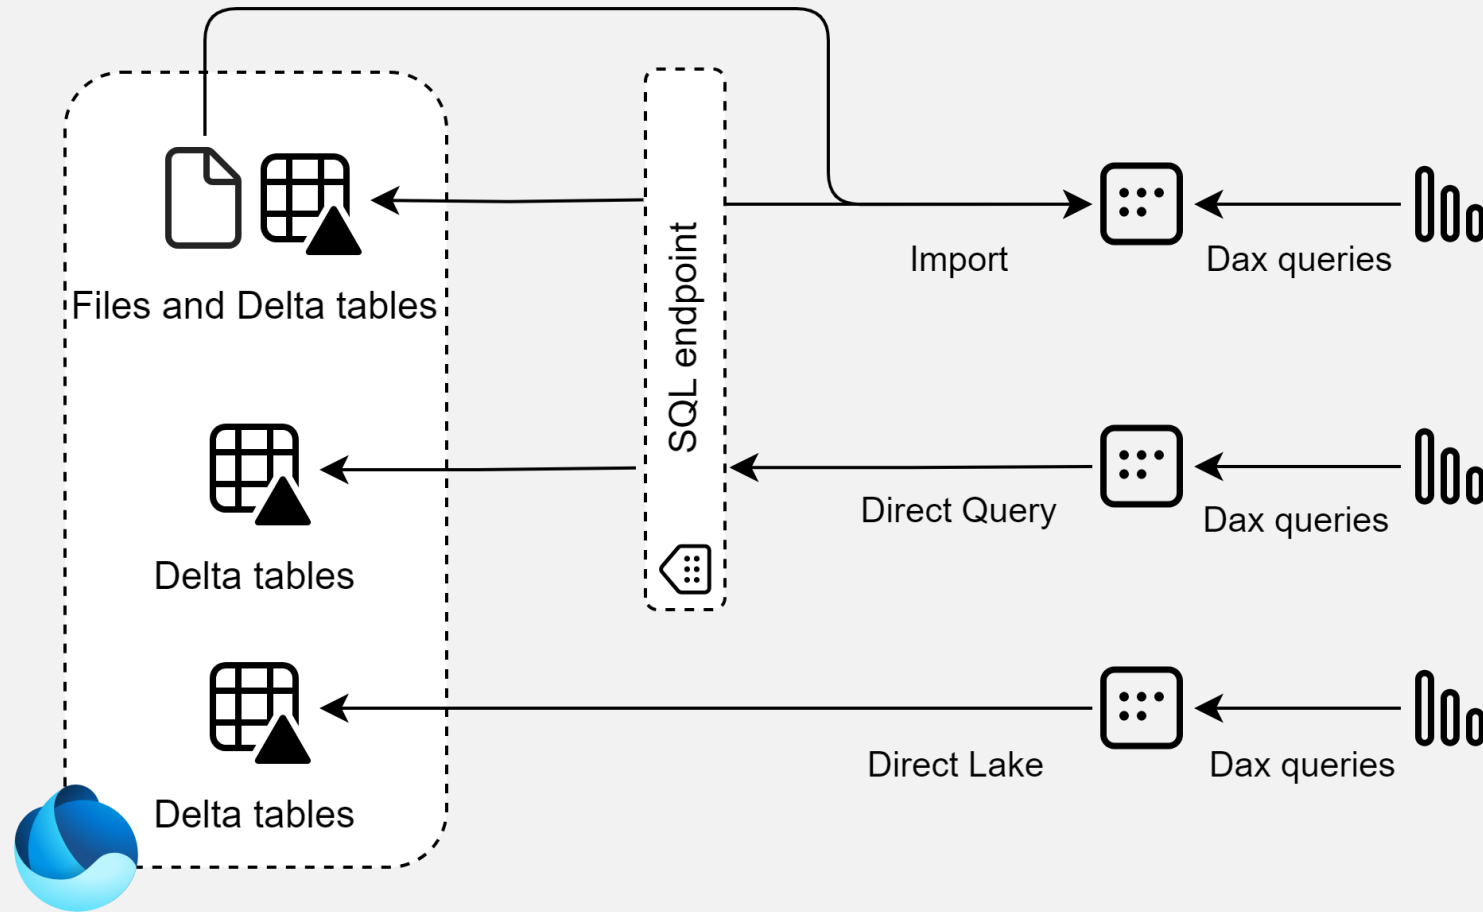 Files and Delta tables
SQL endpoint
Import
Dax queries
Delta tables
Direct Query
Dax queries
Delta tables
Direct Lake
Dax queries